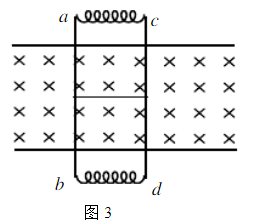 a c
× × × × × × × ×
× × × × × × × ×
× × × × × × × ×
× × × × × × × ×
b d
图 3